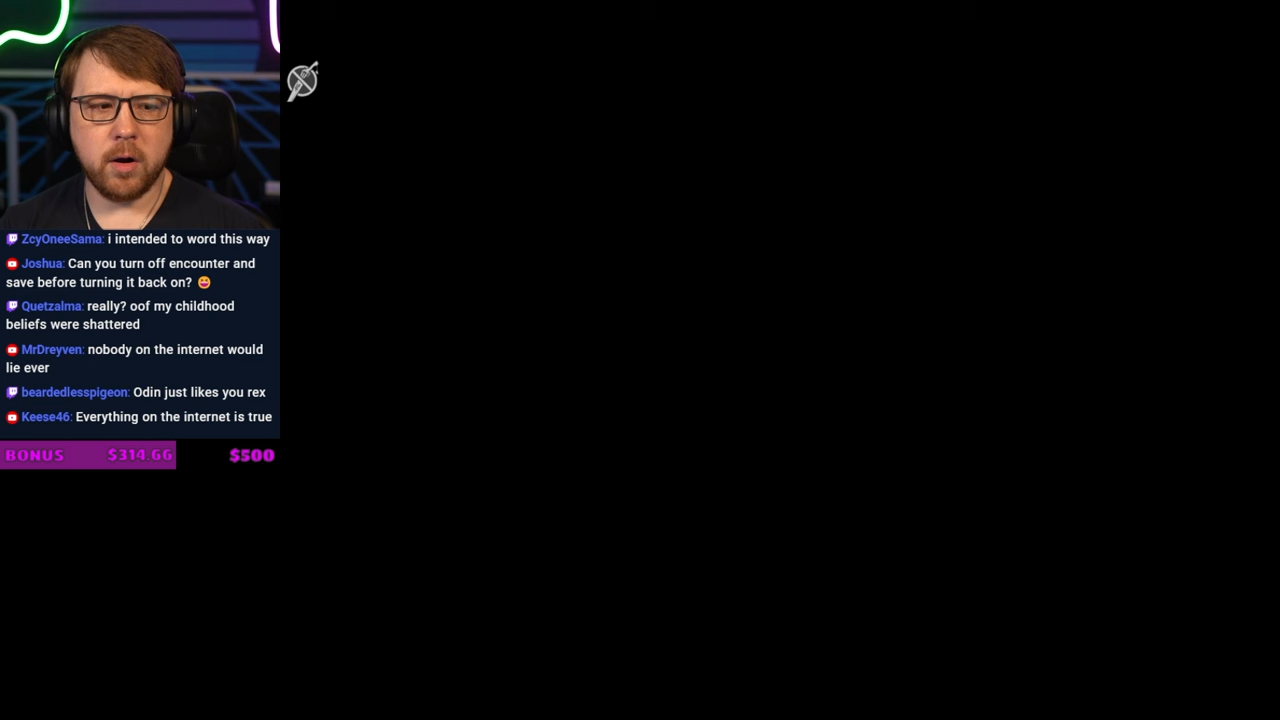 ZcyOneeSama: i intended to word this way
Joshua: Can you turn off encounter and
save before turning it back on? 😆
Quetzalma: really? oof my childhood
beliefs were shattered
MrDreyven: nobody on the internet would
lie ever
beardedlesspigeon: Odin just likes you rex
Keese46: Everything on the internet is true
BONUS $314.66 $500